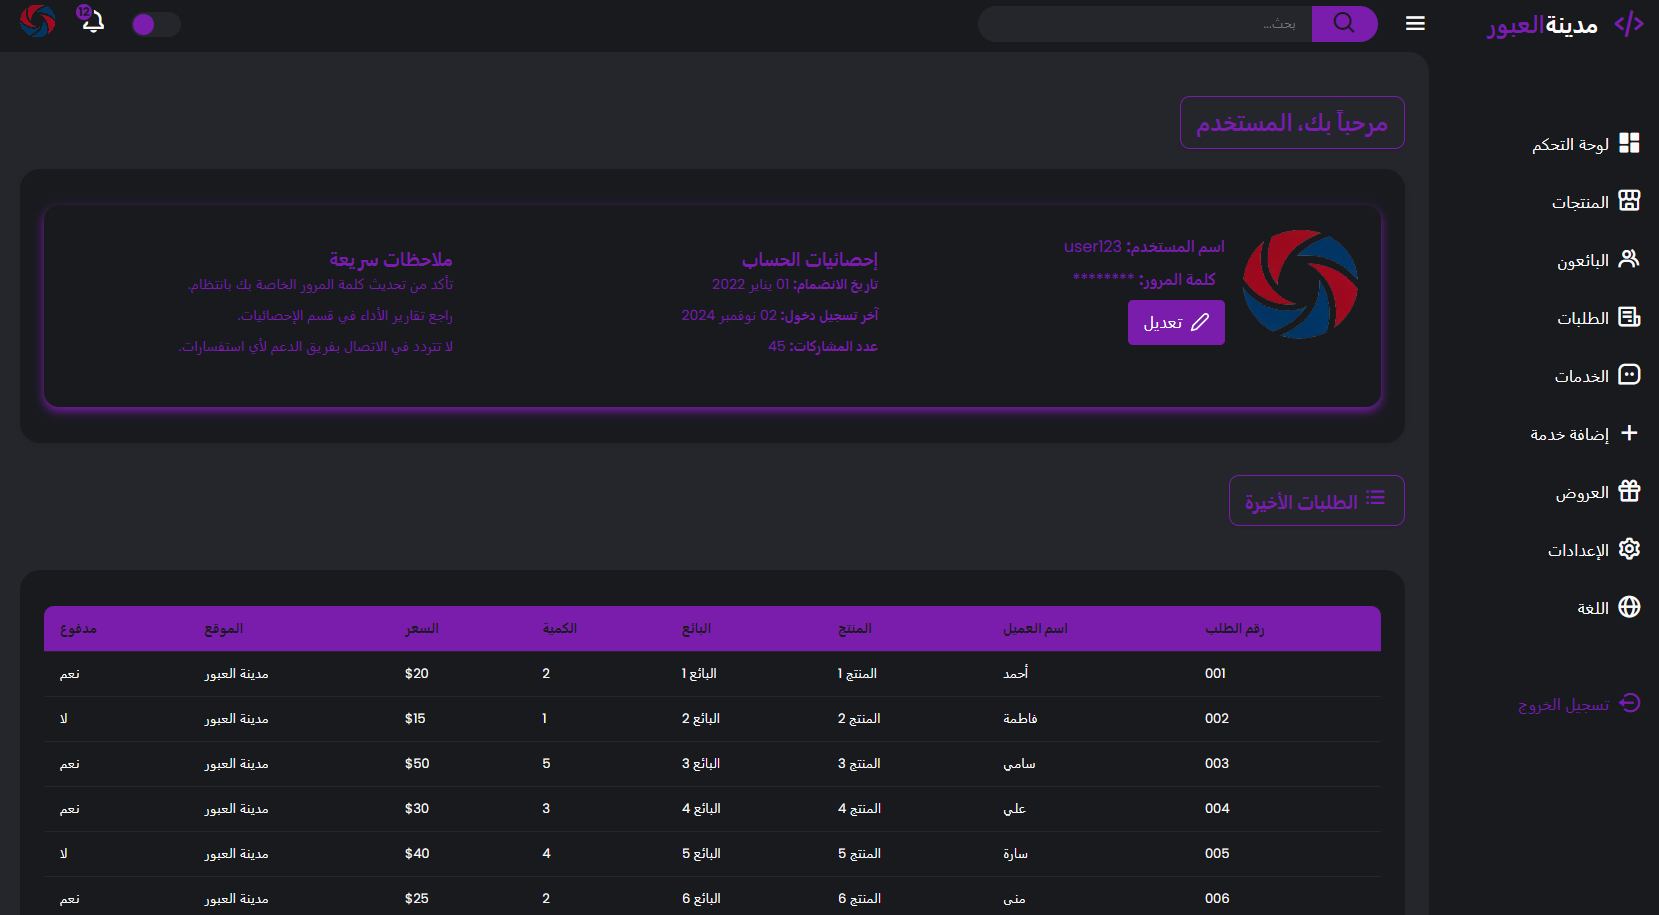 مدينةالعبور
بحث...
12
لوحة التحكم
المنتجات
البائعون
الطلبات
الخدمات
إضافة خدمة
العروض
الإعدادات
اللغة
تسجيل الخروج
مرحباً بك، المستخدم
اسم المستخدم: user123
كلمة المرور: ********
تعديل
إحصائيات الحساب
تاريخ الانضمام: 01 يناير 2022
آخر تسجيل دخول: 02 نوفمبر 2024
عدد المشاركات: 45
ملاحظات سريعة
تأكد من تحديث كلمة المرور الخاصة بك بانتظام.
راجع تقارير الأداء في قسم الإحصائيات.
لا تتردد في الاتصال بفريق الدعم لأي استفسارات.
الطلبات الأخيرة
رقم الطلب اسم العميل المنتج البائع الكمية السعر الموقع مدفوع
001 أحمد المنتج 1 البائع 1 2 $20 مدينة العبور نعم
002 فاطمة المنتج 2 البائع 2 1 $15 مدينة العبور لا
003 سامي المنتج 3 البائع 3 5 $50 مدينة العبور نعم
004 علي المنتج 4 البائع 4 3 $30 مدينة العبور نعم
005 سارة المنتج 5 البائع 5 4 $40 مدينة العبور لا
006 منى المنتج 6 البائع 6 2 $25 مدينة العبور نعم